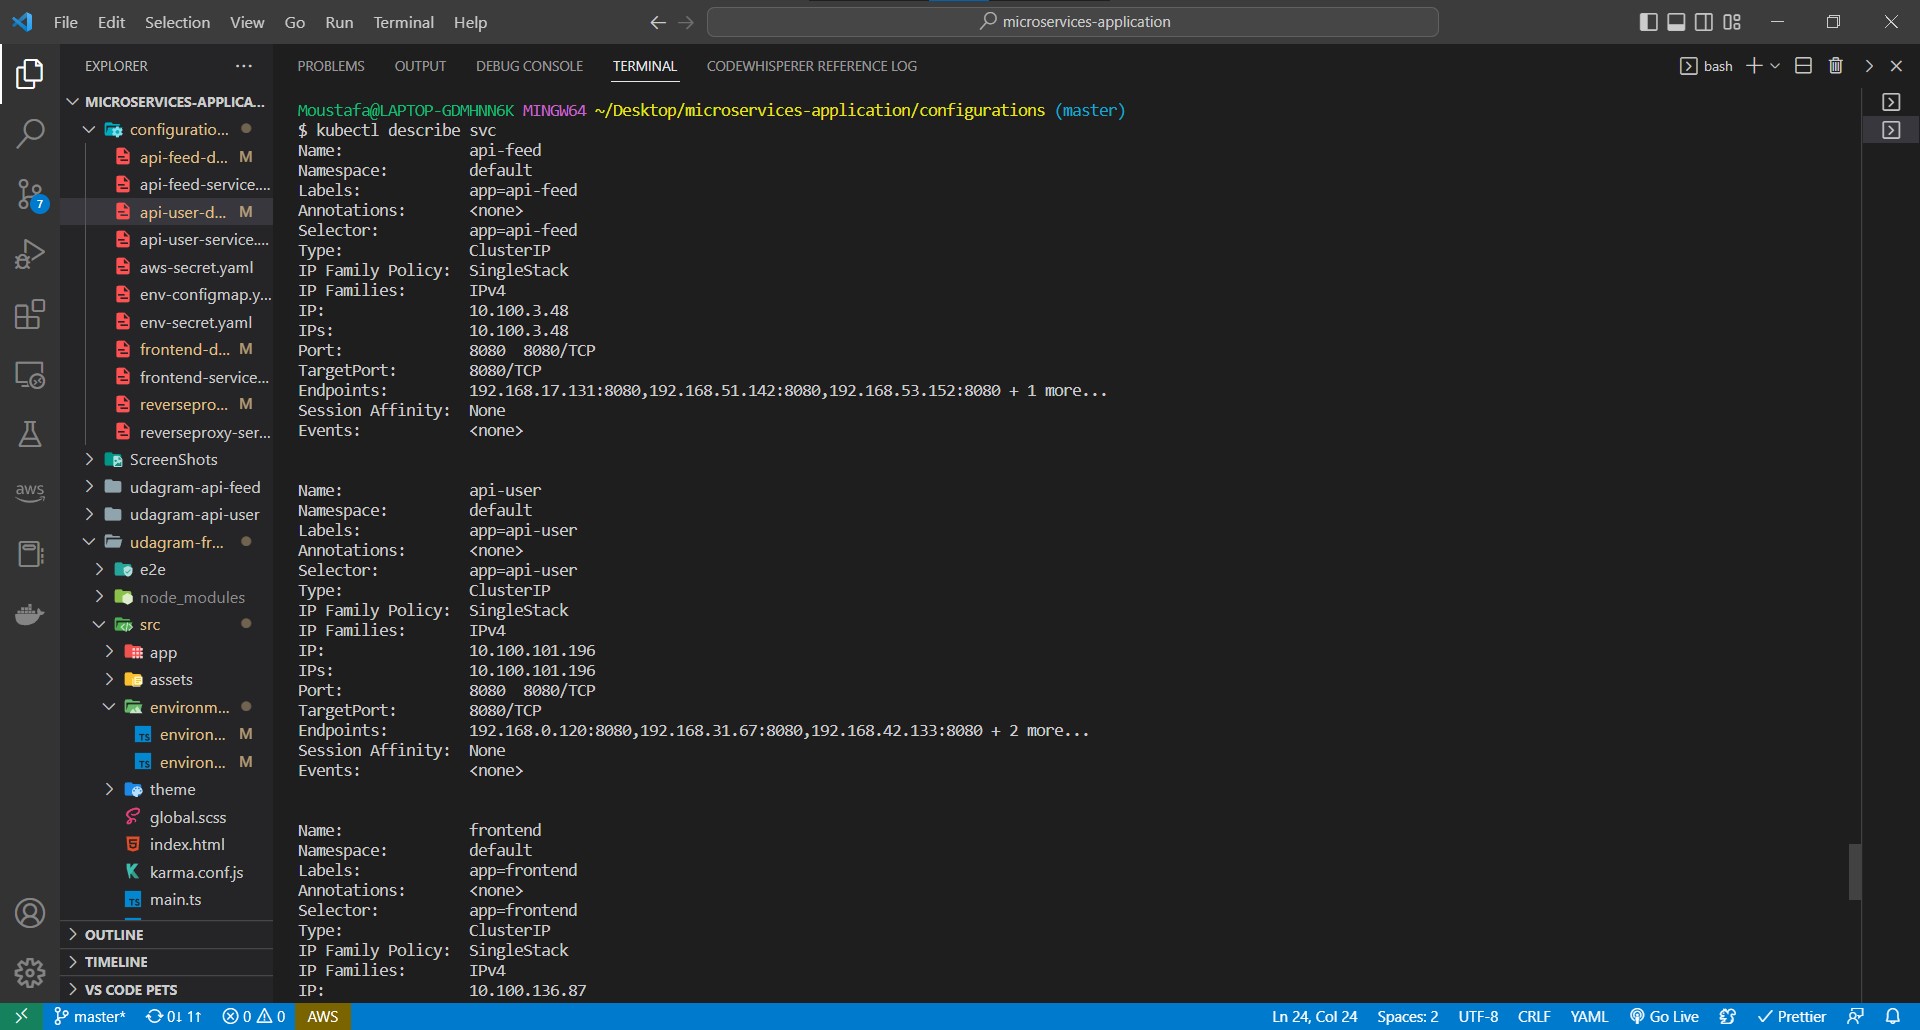 File Edit Selection View Go Run Terminal Help
microservices-application
EXPLORER
MICROSERVICES-APPLICA...
configuratio...
api-feed-d... M
api-feed-service....
api-user-d... M
api-user-service....
aws-secret.yaml
env-configmap.y...
env-secret.yaml
frontend-d... M
frontend-service...
reversepro... M
reverseproxy-ser...
ScreenShots
udagram-api-feed
udagram-api-user
udagram-fr...
e2e
node_modules
src
app
assets
environm...
environ... M
environ... M
theme
global.scss
index.html
karma.conf.js
main.ts
OUTLINE
TIMELINE
VS CODE PETS
7
aws
PROBLEMS OUTPUT DEBUG CONSOLE TERMINAL CODEWHISPERER REFERENCE LOG
bash
Moustafa@LAPTOP-GDMHNN6K MINGW64 ~/Desktop/microservices-application/configurations (master)
$ kubectl describe svc
Name: api-feed
Namespace: default
Labels: app=api-feed
Annotations: <none>
Selector: app=api-feed
Type: ClusterIP
IP Family Policy: SingleStack
IP Families: IPv4
IP: 10.100.3.48
IPs: 10.100.3.48
Port: 8080 8080/TCP
TargetPort: 8080/TCP
Endpoints: 192.168.17.131:8080,192.168.51.142:8080,192.168.53.152:8080 + 1 more...
Session Affinity: None
Events: <none>
Name: api-user
Namespace: default
Labels: app=api-user
Annotations: <none>
Selector: app=api-user
Type: ClusterIP
IP Family Policy: SingleStack
IP Families: IPv4
IP: 10.100.101.196
IPs: 10.100.101.196
Port: 8080 8080/TCP
TargetPort: 8080/TCP
Endpoints: 192.168.0.120:8080,192.168.31.67:8080,192.168.42.133:8080 + 2 more...
Session Affinity: None
Events: <none>
Name: frontend
Namespace: default
Labels: app=frontend
Annotations: <none>
Selector: app=frontend
Type: ClusterIP
IP Family Policy: SingleStack
IP Families: IPv4
IP: 10.100.136.87
master* 0↓ 1↑ 0 0 AWS Ln 24, Col 24 Spaces: 2 UTF-8 CRLF YAML Go Live Prettier